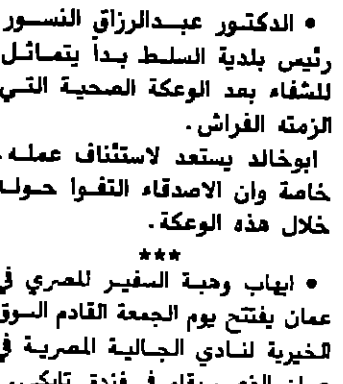 • الدكتور عبدالرزاق النسور
رئيس بلدية السلط بدأ يتماثل
للشفاء بعد الوعكة الصحية التي
الزمته الفراش.
ابوخالد يستعد لاستئناف عمله.
خاصة وان الاصدقاء التفوا حوله
خلال هذه الوعكة.
***
• ايهاب وهبة السفير المصري في
عمان يفتتح يوم الجمعة القادم السوق
الخيرية لنادي الجالية المصرية في